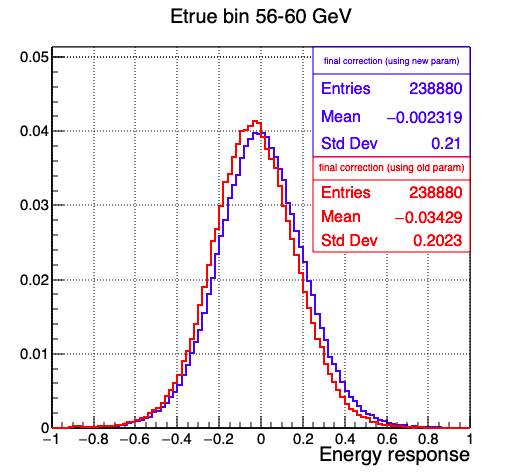 Etrue bin 56-60 GeV
0.05
0.04
0.03
0.02
0.01
0
final correction (using new param)
Entries 238880
Mean −0.002319
Std Dev 0.21
final correction (using old param)
Entries 238880
Mean −0.03429
Std Dev 0.2023
−1 −0.8 −0.6 −0.4 −0.2 0 0.2 0.4 0.6 0.8 1
Energy response